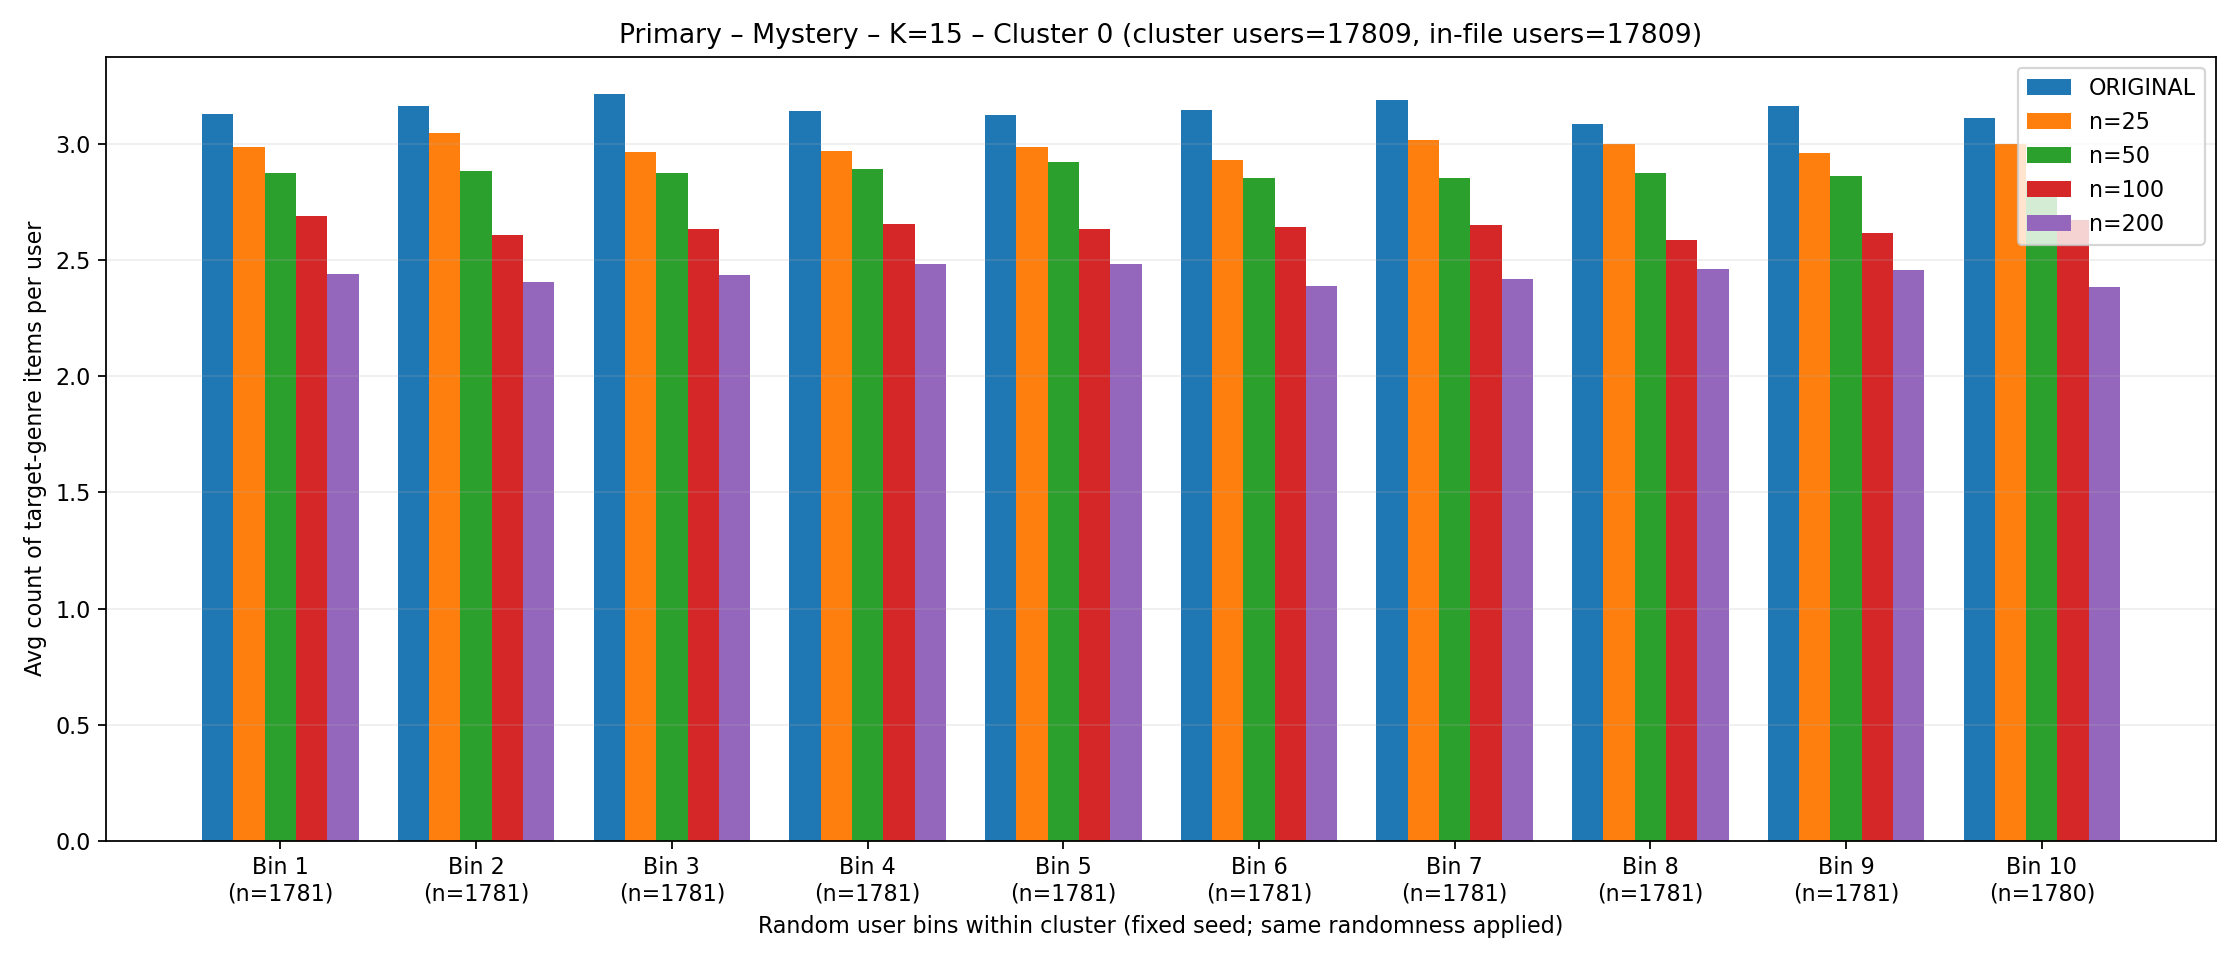 Primary – Mystery – K=15 – Cluster 0 (cluster users=17809, in-file users=17809)
ORIGINAL
n=25
n=50
n=100
n=200
Avg count of target-genre items per user
3.0
2.5
2.0
1.5
1.0
0.5
0.0
Bin 1
(n=1781)
Bin 2
(n=1781)
Bin 3
(n=1781)
Bin 4
(n=1781)
Bin 5
(n=1781)
Bin 6
(n=1781)
Bin 7
(n=1781)
Bin 8
(n=1781)
Bin 9
(n=1781)
Bin 10
(n=1780)
Random user bins within cluster (fixed seed; same randomness applied)